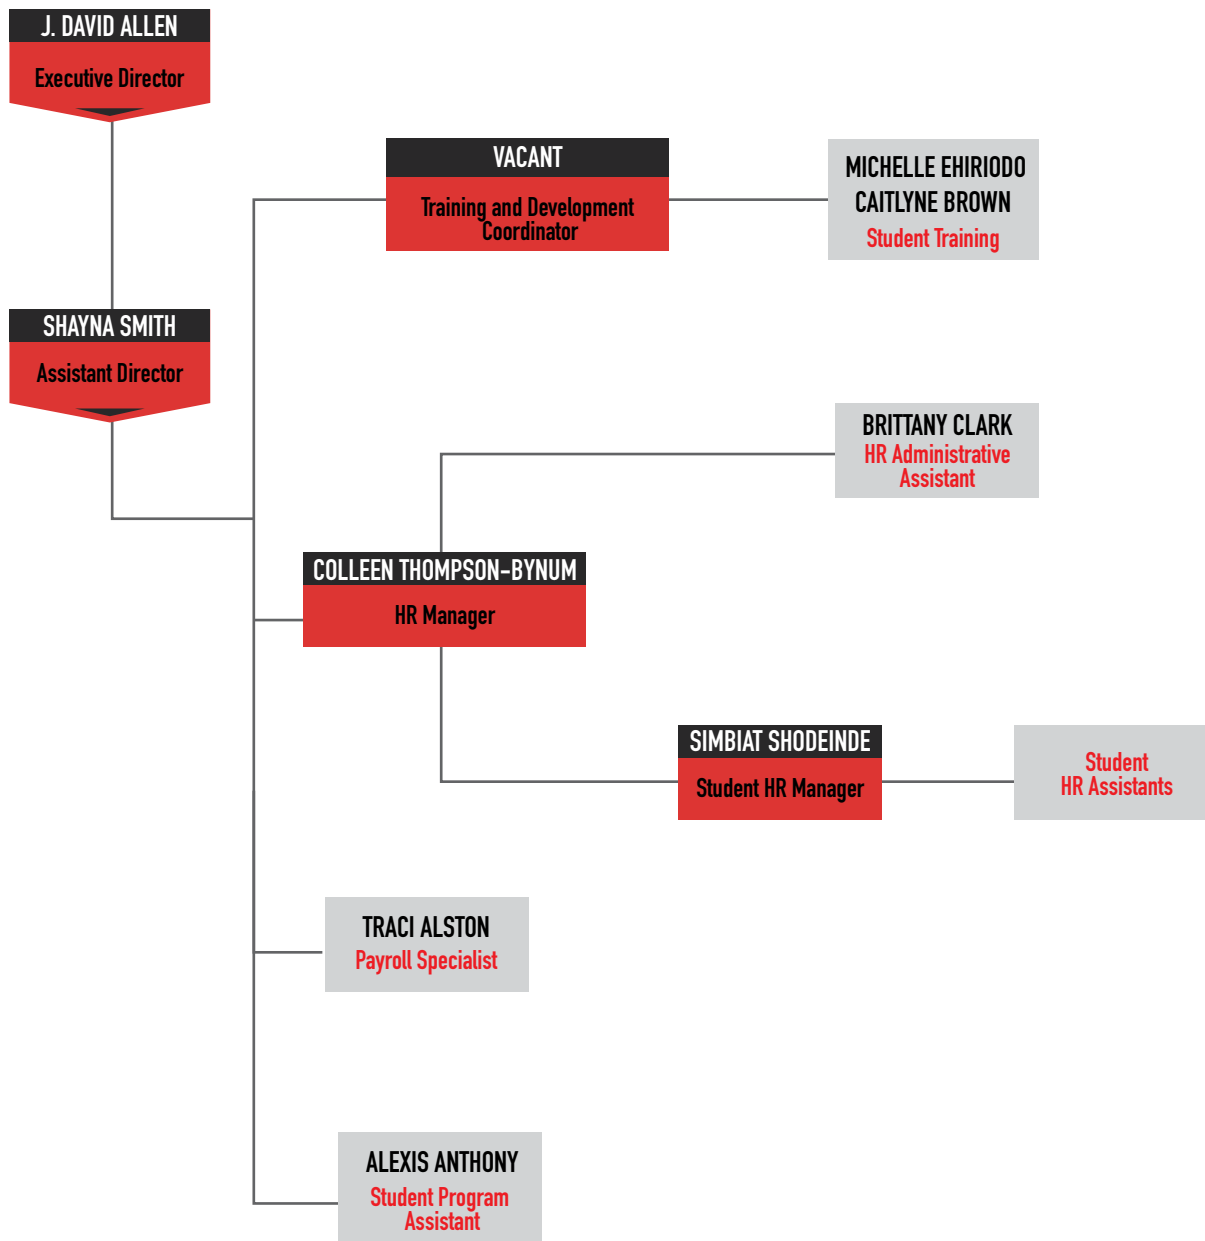 J. DAVID ALLEN
Executive Director
VACANT
Training and Development
Coordinator
MICHELLE EHIRIODO
CAITLYNE BROWN
Student Training
SHAYNA SMITH
Assistant Director
BRITTANY CLARK
HR Administrative
Assistant
COLLEEN THOMPSON-BYNUM
HR Manager
SIMBIAT SHODEINDE
Student HR Manager
Student
HR Assistants
TRACI ALSTON
Payroll Specialist
ALEXIS ANTHONY
Student Program
Assistant